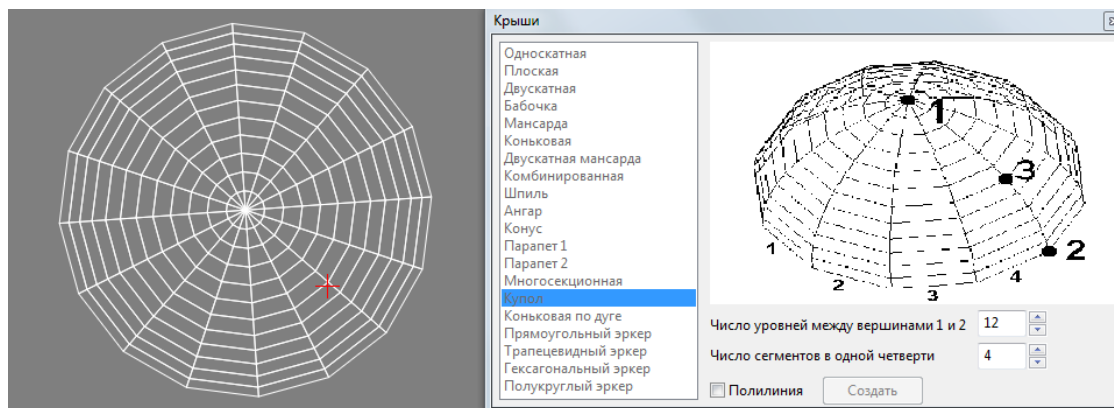 Крыши
Односкатная
Плоская
Двускатная
Бабочка
Мансарда
Коньковая
Двускатная мансарда
Комбинированная
Шпиль
Ангар
Конус
Парапет 1
Парапет 2
Многосекционная
Купол
Коньковая по дуге
Прямоугольный эркер
Трапецевидный эркер
Гексагональный эркер
Полукруглый эркер
1
3
2
1
2
3
4
Число уровней между вершинами 1 и 2 12
Число сегментов в одной четверти 4
Полилиния Создать